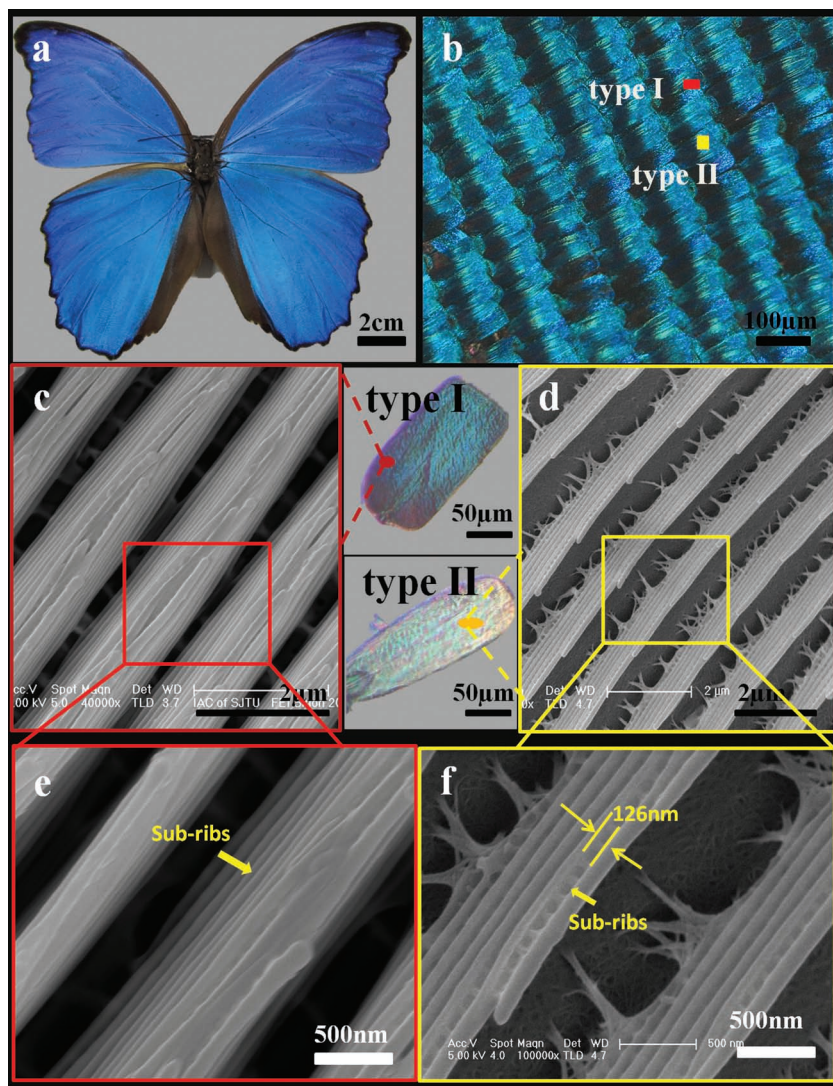 a
b
type I
type II
2cm
100μm
c
type I
d
50μm
type II
50μm
Acc.V Spot Magn Det WD
.00 kV 5.0 40000x TLD 3.7
AC of SJTU
2μm
TLD 4.7
2 μm
2μm
e
Sub-ribs
500nm
f
126nm
Sub-ribs
Acc.V Spot Magn Det WD
5.00 kV 4.0 100000x TLD 4.7
500 nm
500nm